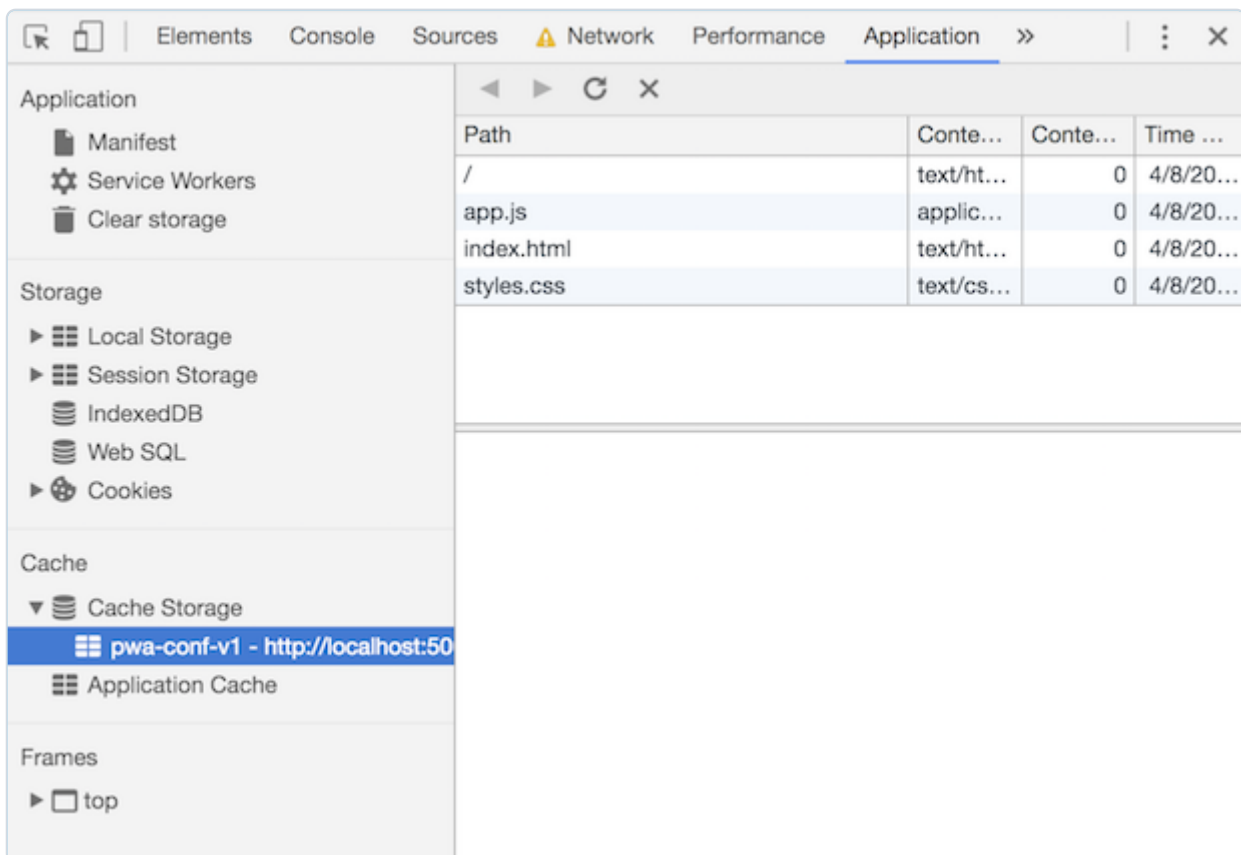 Elements Console Sources Network Performance Application »
Application
Manifest
Service Workers
Clear storage
Storage
Local Storage
Session Storage
IndexedDB
Web SQL
Cookies
Cache
Cache Storage
pwa-conf-v1 - http://localhost:50
Application Cache
Frames
top
Path Conte... Conte... Time ...
/ text/ht... 0 4/8/20...
app.js applic... 0 4/8/20...
index.html text/ht... 0 4/8/20...
styles.css text/cs... 0 4/8/20...